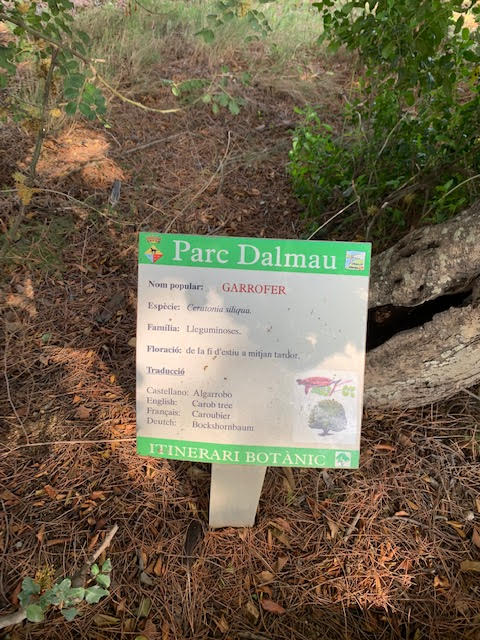 Parc Dalmau
Nom popular: GARROFER
Espècie: Ceratonia siliqua.
Família: Lleguminoses.
Floració: de la fi d'estiu a mitjan tardor.
Traducció
Castellano: Algarrobo
English: Carob tree
Français: Caroubier
Deutch: Bockshornbaum
ITINERARI BOTÀNIC